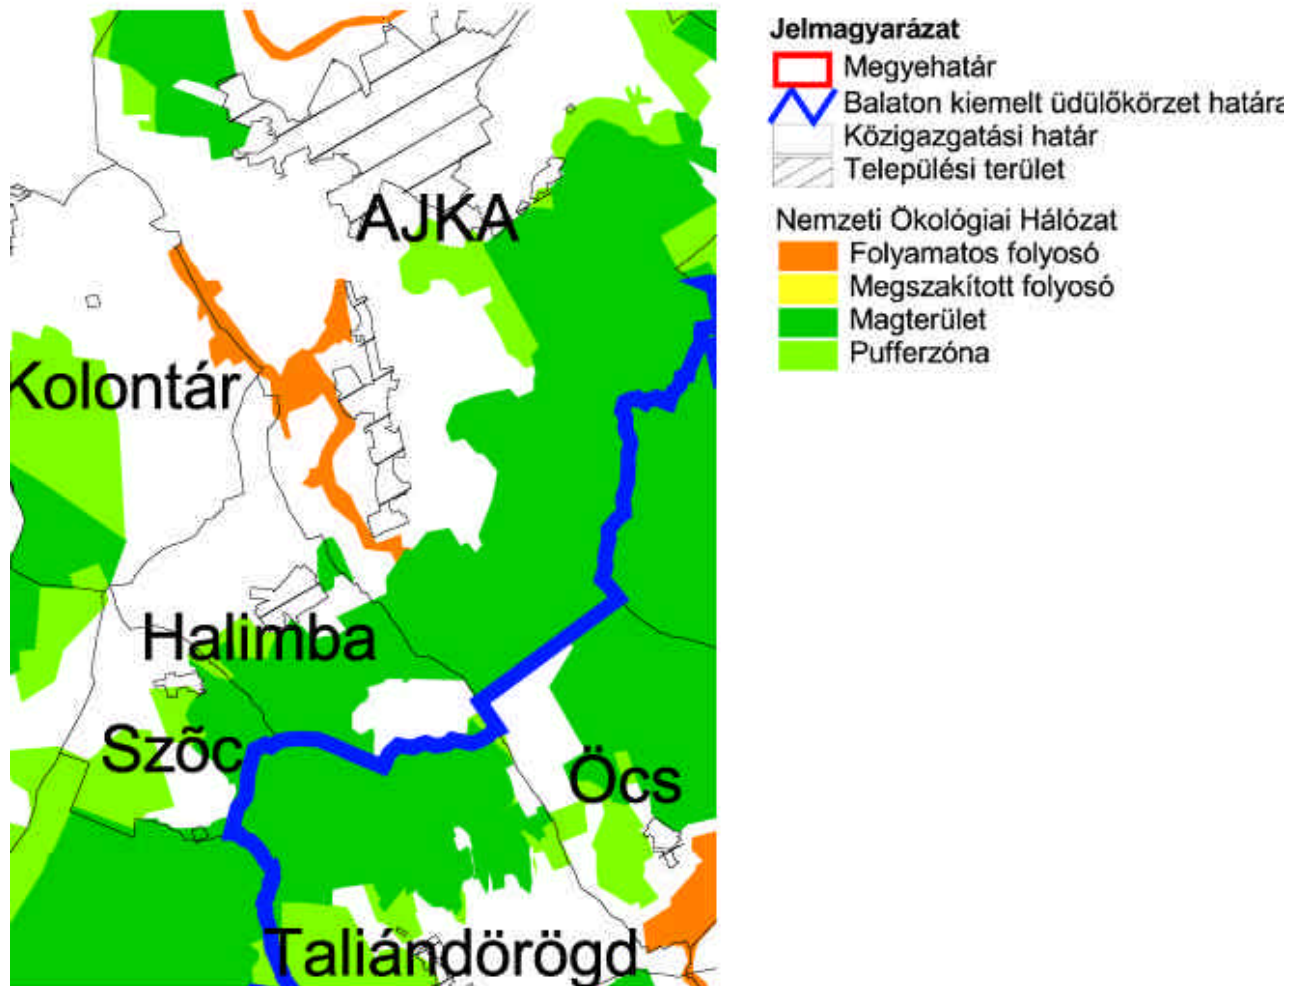 AJKA
Kolontár
Halimba
Szõc
Öcs
Taliándörögd
Jelmagyarázat
Megyehatár
Balaton kiemelt üdülőkörzet határa
Közigazgatási határ
Települési terület
Nemzeti Ökológiai Hálózat
Folyamatos folyosó
Megszakított folyosó
Magterület
Pufferzóna